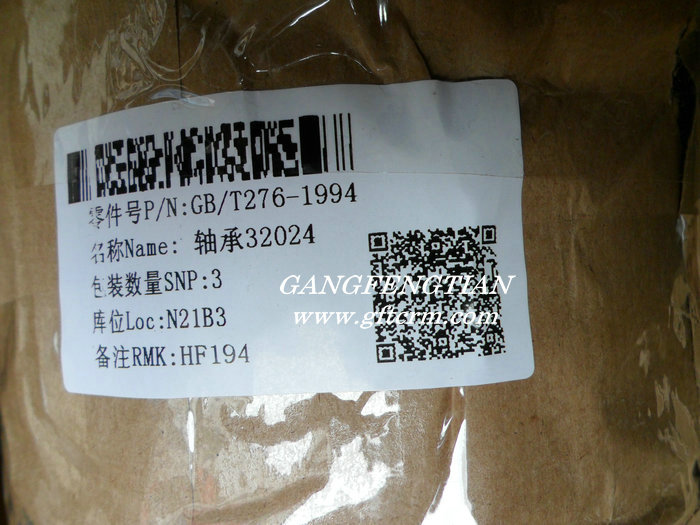 零件号P/N:GB/T276-1994
名称Name: 轴承32024
包装数量SNP:3
库位Loc:N21B3
备注RMK:HF194
GANGFENGTIAN
www.gftcrm.com